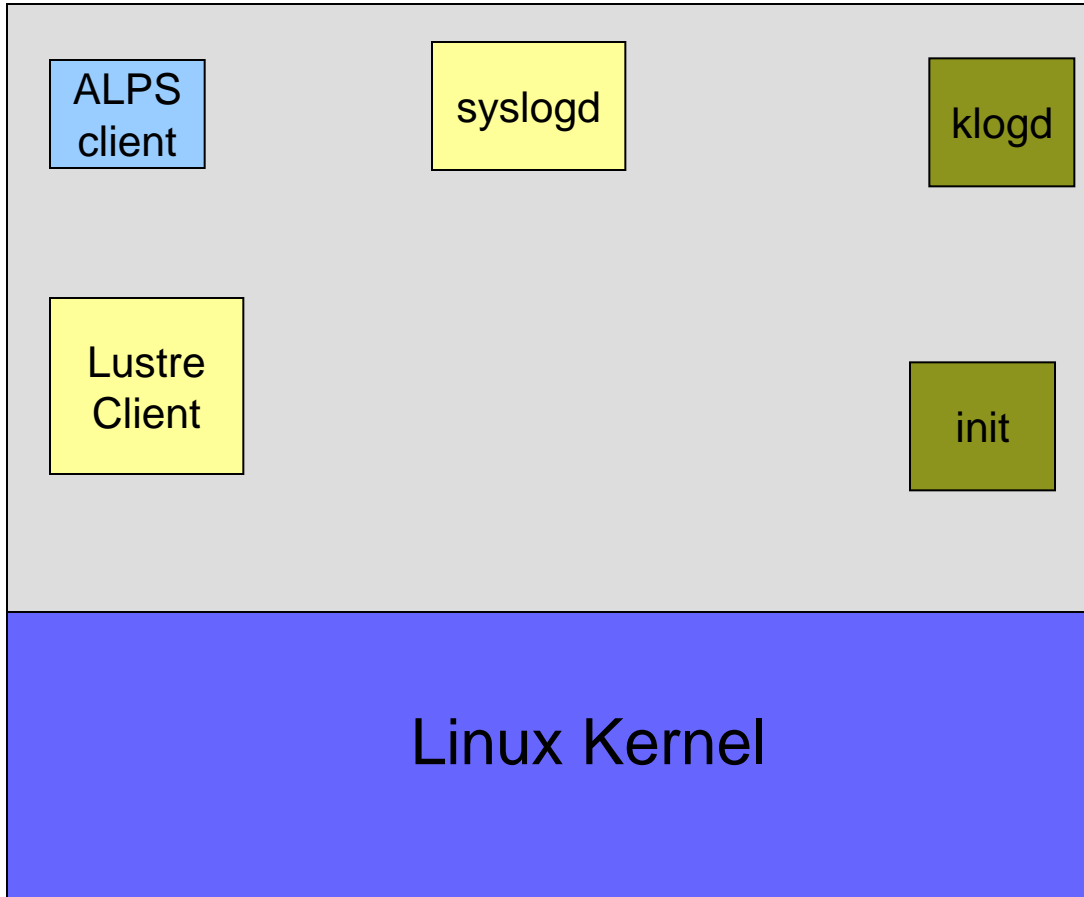 ALPS
client
syslogd
klogd
Lustre
Client
init
Linux Kernel